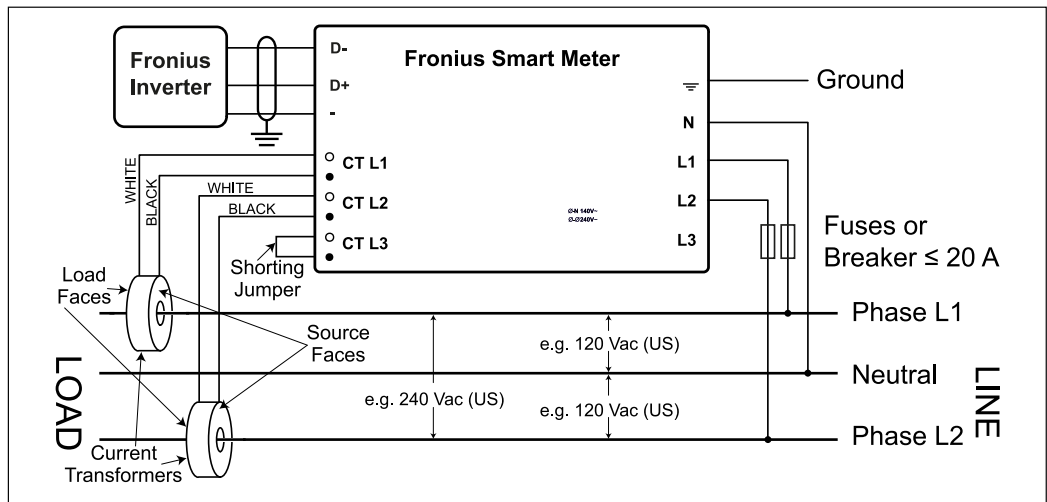 Fronius
Inverter
D-
D+
-
Fronius Smart Meter
⏚
Ground
N
WHITE
BLACK
CT L1
L1
WHITE
CT L2
L2
BLACK
Ø-N 140V~
Ø-Ø240V~
CT L3
L3
Shorting
Jumper
Fuses or
Breaker ≤ 20 A
Load
Faces
Source
Faces
Phase L1
e.g. 120 Vac (US)
Neutral
e.g. 240 Vac (US)
e.g. 120 Vac (US)
Phase L2
LOAD
LINE
Current
Transformers